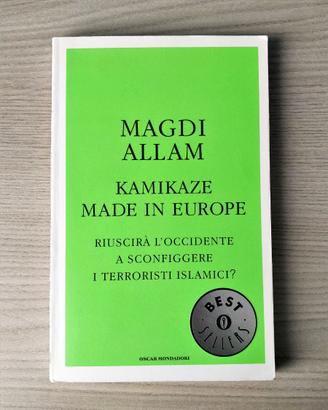 MAGDI
ALLAM
KAMIKAZE
MADE IN EUROPE
RIUSCIRÀ L'OCCIDENTE
A SCONFIGGERE
I TERRORISTI ISLAMICI?
BEST
SELLERS
OSCAR MONDADORI